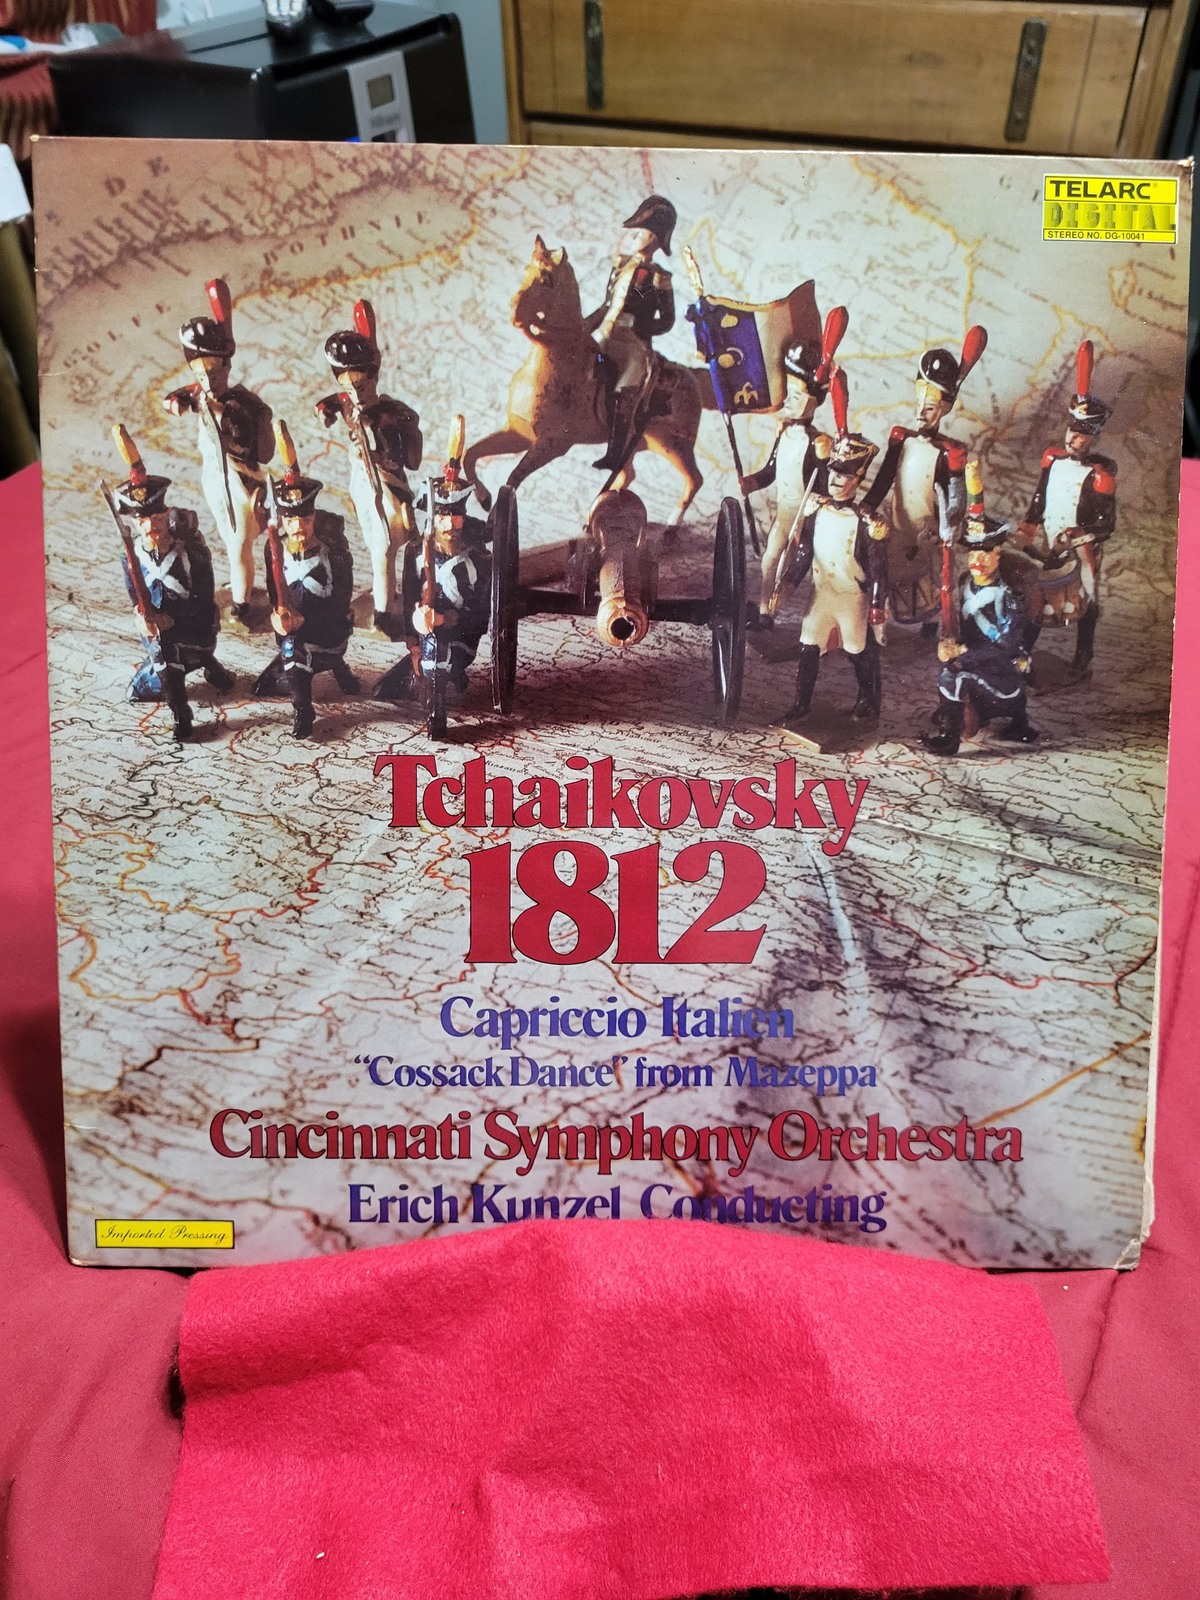 TELARC®
DIGITAL
STEREO NO. DG-10041
Tchaikovsky
1812
Capriccio Italien
“Cossack Dance” from Mazeppa
Cincinnati Symphony Orchestra
Erich Kunzel Conducting
Imported Pressing